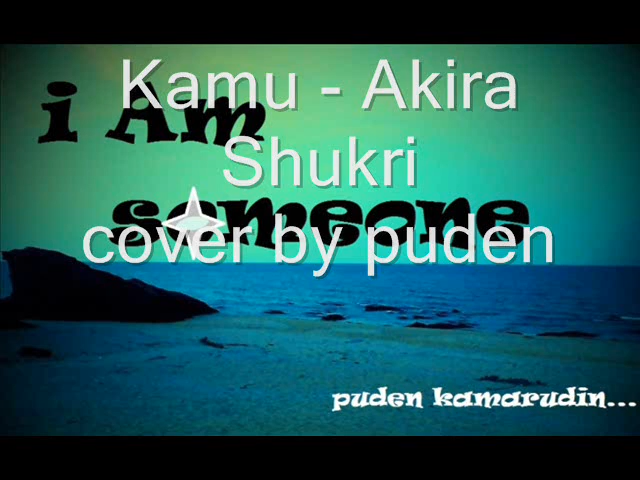 Kamu - Akira
i Am
Shukri
someone
cover by puden
puden kamarudin...